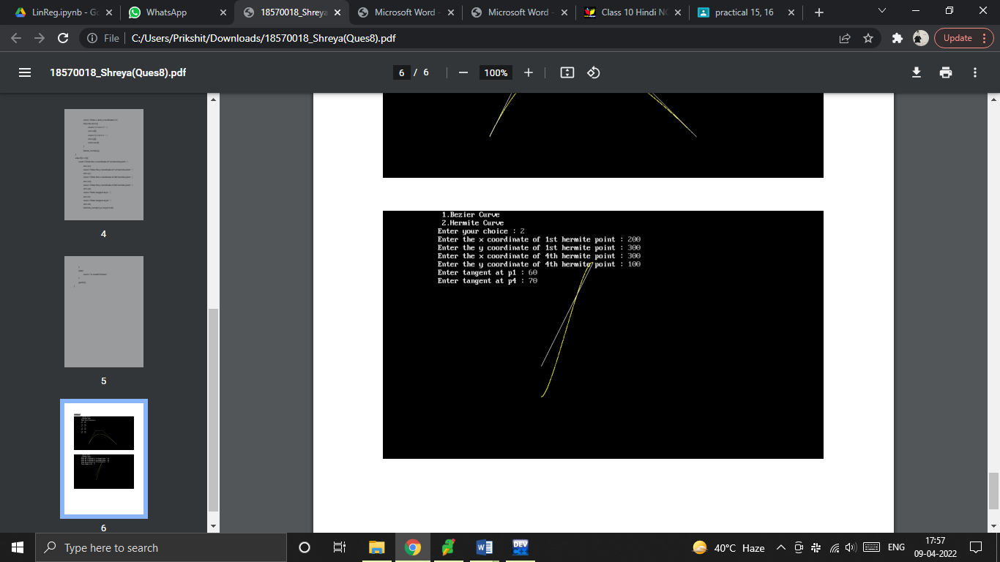 LinReg.ipynb - Go
WhatsApp
18570018_Shreya
Microsoft Word -
Microsoft Word -
Class 10 Hindi NC
practical 15, 16
File
C:/Users/Prikshit/Downloads/18570018_Shreya(Ques8).pdf
Update
18570018_Shreya(Ques8).pdf
6 / 6
100%
4
5
6
1.Bezier Curve
2.Hermite Curve
Enter your choice : 2
Enter the x coordinate of 1st hermite point : 200
Enter the y coordinate of 1st hermite point : 300
Enter the x coordinate of 4th hermite point : 300
Enter the y coordinate of 4th hermite point : 100
Enter tangent at p1 : 60
Enter tangent at p4 : 70
Type here to search
DEV
40°C Haze
ENG
17:57
09-04-2022